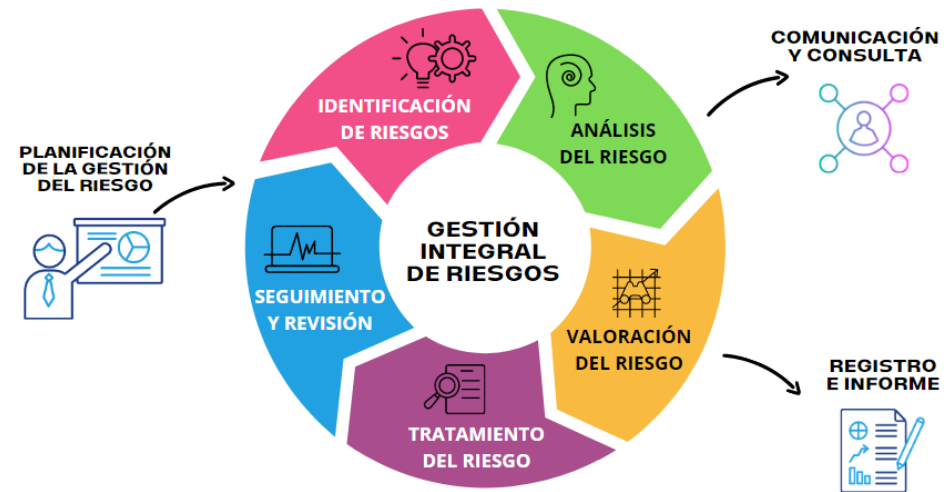 COMUNICACIÓN
Y CONSULTA
IDENTIFICACIÓN
DE RIESGOS
ANÁLISIS
DEL RIESGO
PLANIFICACIÓN
DE LA GESTIÓN
DEL RIESGO
GESTIÓN
INTEGRAL
DE RIESGOS
SEGUIMIENTO
Y REVISIÓN
VALORACIÓN
DEL RIESGO
REGISTRO
E INFORME
TRATAMIENTO
DEL RIESGO